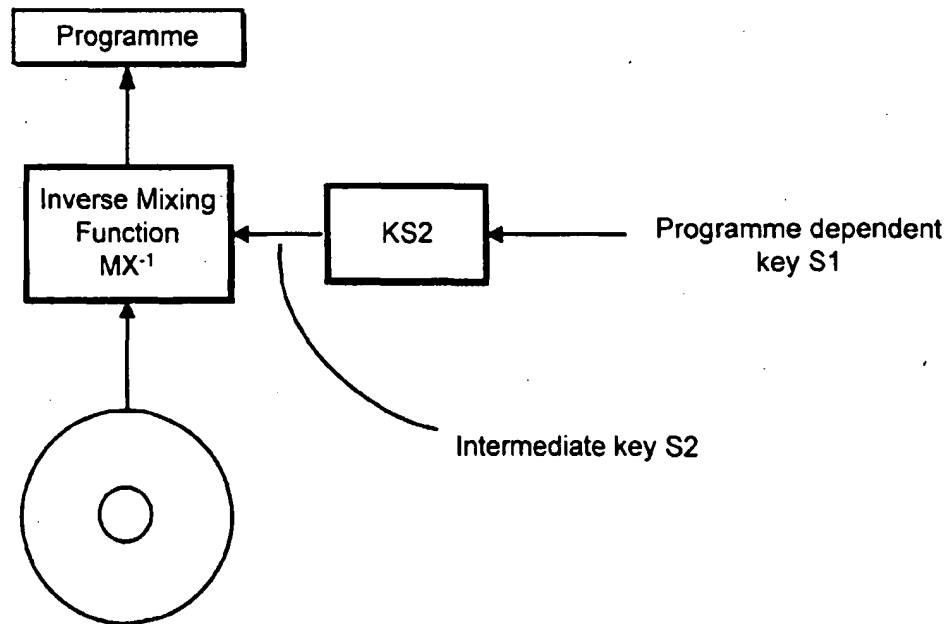 Programme
Inverse Mixing
Function
MX⁻¹
KS2
Programme dependent
key S1
Intermediate key S2